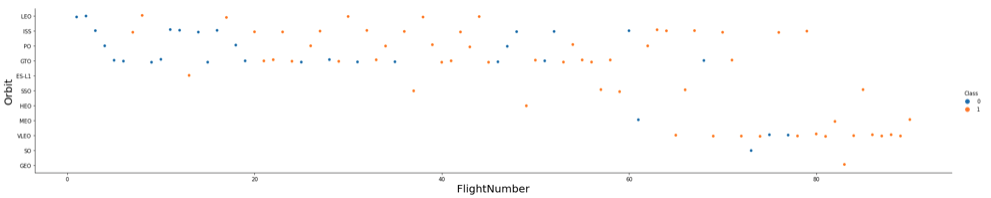 LEO
ISS
PO
GTO
ES-L1
SSO
HEO
MEO
VLEO
SO
GEO
Orbit
0
20
40
60
80
FlightNumber
Class
0
1